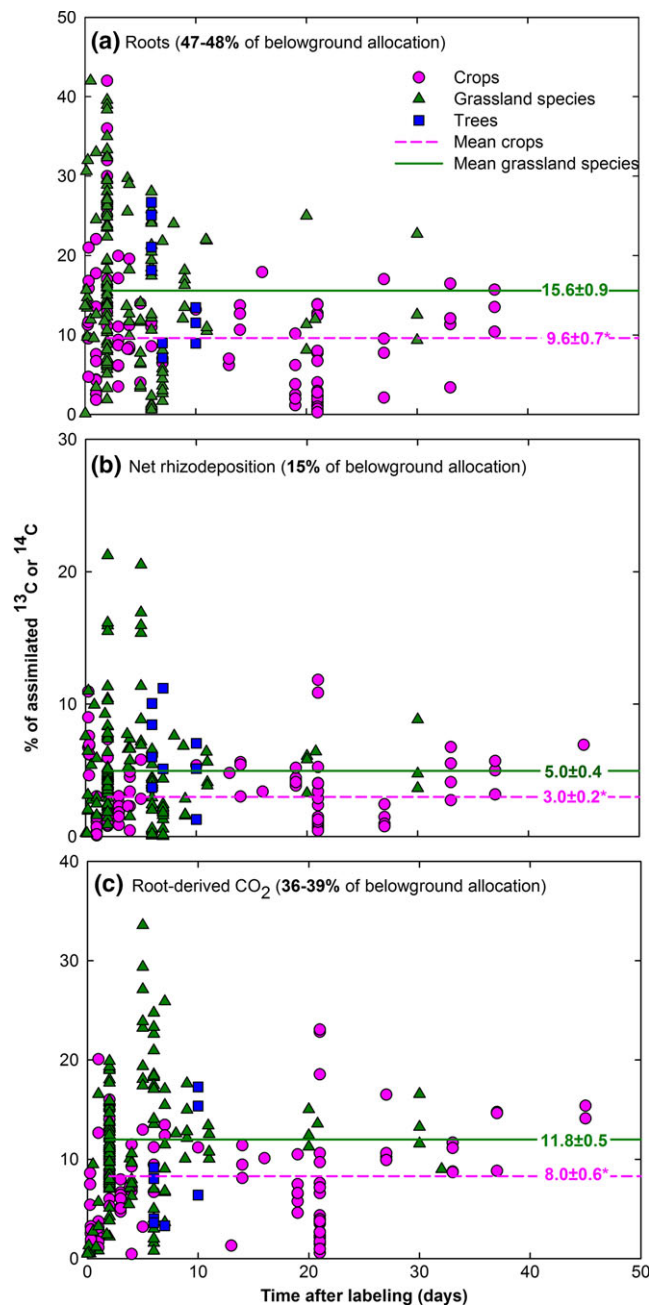 50
(a) Roots (47-48% of belowground allocation)
Crops
Grassland species
Trees
Mean crops
Mean grassland species
40
30
20
15.6±0.9
10
9.6±0.7*
0
30
(b) Net rhizodeposition (15% of belowground allocation)
% of assimilated ¹³C or ¹⁴C
20
10
5.0±0.4
3.0±0.2*
0
40
(c) Root-derived CO₂ (36-39% of belowground allocation)
30
20
11.8±0.5
10
8.0±0.6*
0
0 10 20 30 40 50
Time after labeling (days)